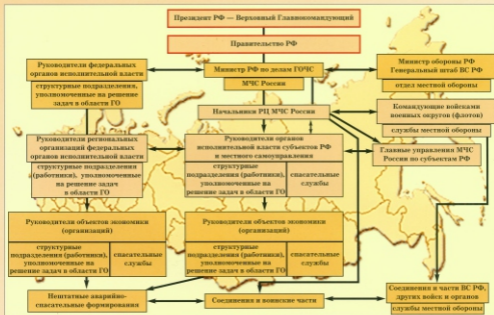 Президент РФ — Верховный Главнокомандующий
Правительство РФ
Руководители федеральных
органов исполнительной власти
структурные подразделения,
уполномоченные на решение
задач в области ГО
Министр РФ по делам ГОЧС
МЧС России
Министр обороны РФ
Генеральный штаб ВС РФ
отдел местной обороны
Начальники РЦ МЧС России
Командующие войсками
военных округов (флотов)
службы местной обороны
Руководители региональных
организаций федеральных
органов исполнительной власти
структурные подразделения
(работники), уполномоченные
на решение задач
в области ГО
Руководители органов
исполнительной власти субъектов РФ
и местного самоуправления
структурные
подразделения (работники),
уполномоченные на
решение задач в области ГО
спасательные
службы
Главные управления МЧС
России по субъектам РФ
Руководители объектов экономики
(организаций)
структурные
подразделения (работники),
уполномоченные на
решение задач в области ГО
спасательные
службы
Руководители объектов экономики
(организаций)
структурные
подразделения (работники),
уполномоченные на
решение задач в области ГО
спасательные
службы
Нештатные аварийно-
спасательные формирования
Соединения и воинские части
Соединения и части ВС РФ,
других войск и органов
службы местной обороны